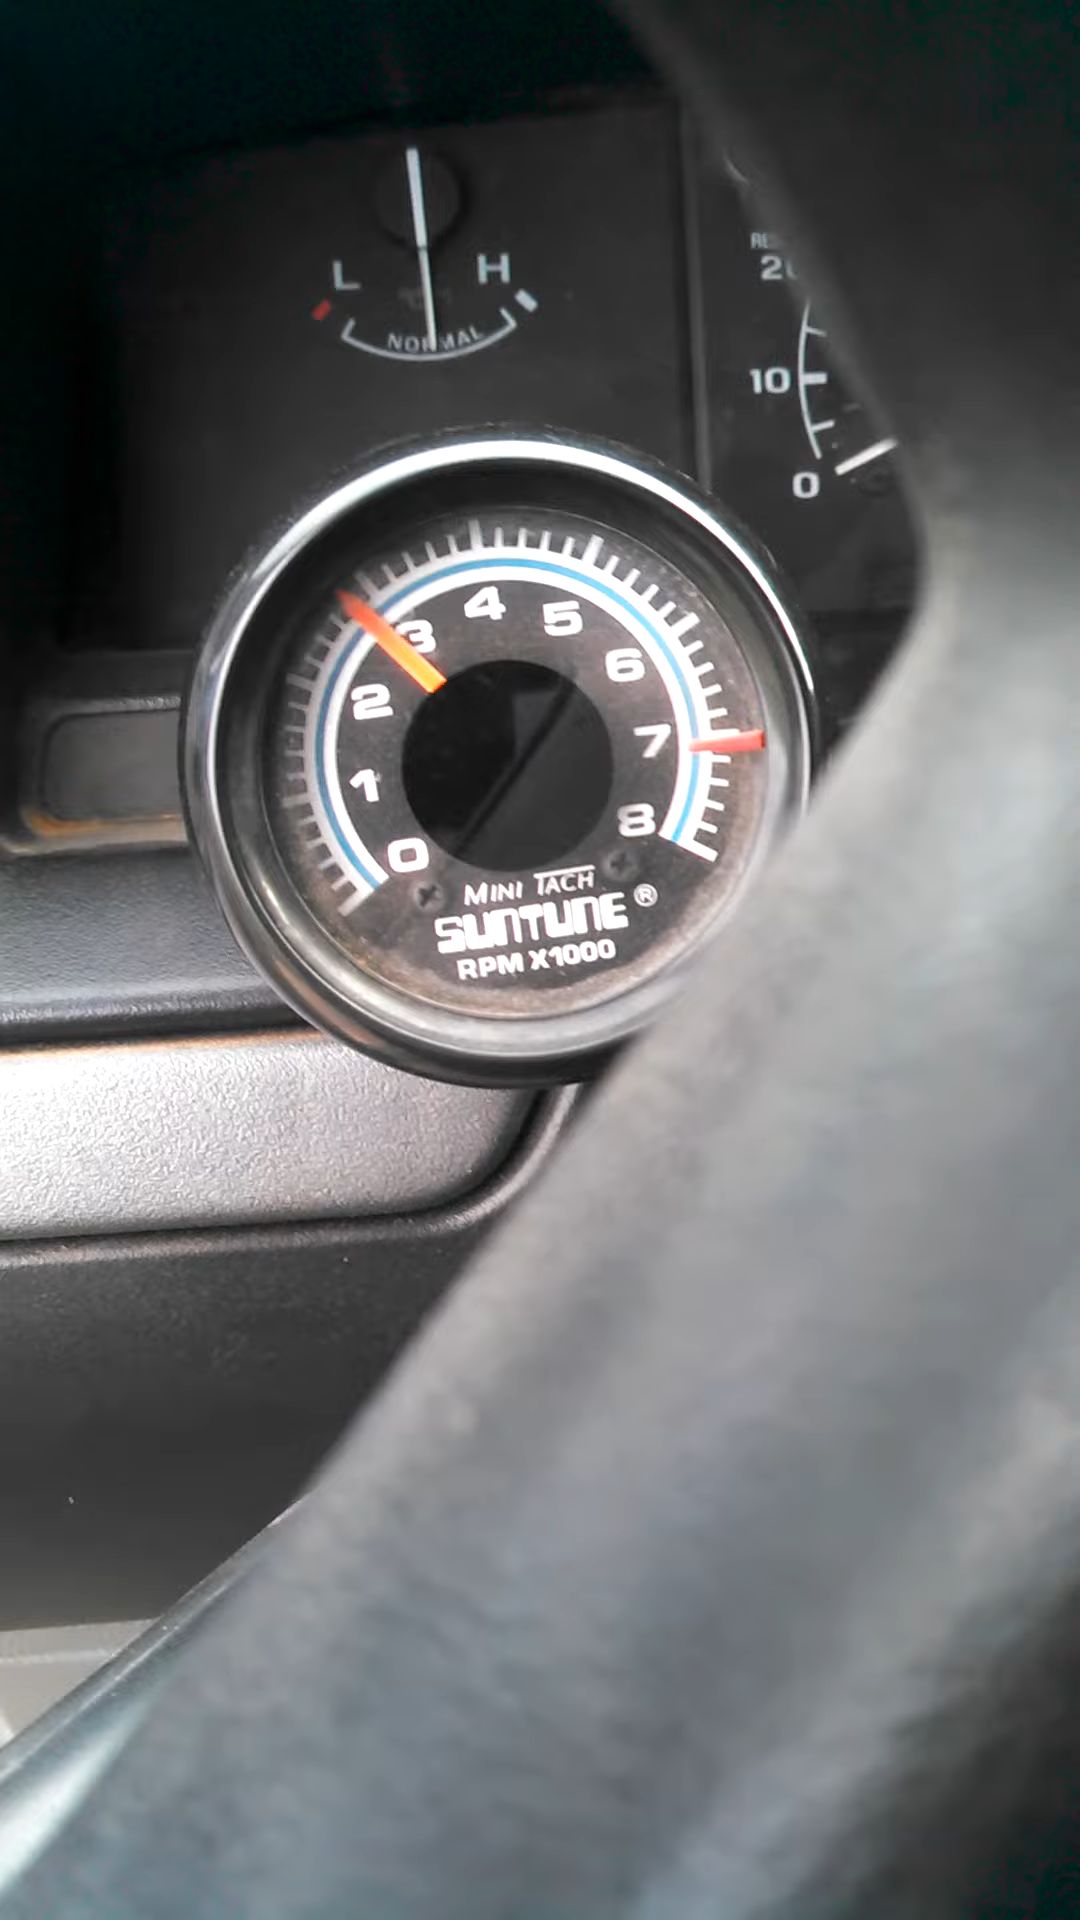 L H
NORMAL
10
0
0 1 2 3 4 5 6 7 8
MINI TACH
SUNTUNE®
RPM X1000